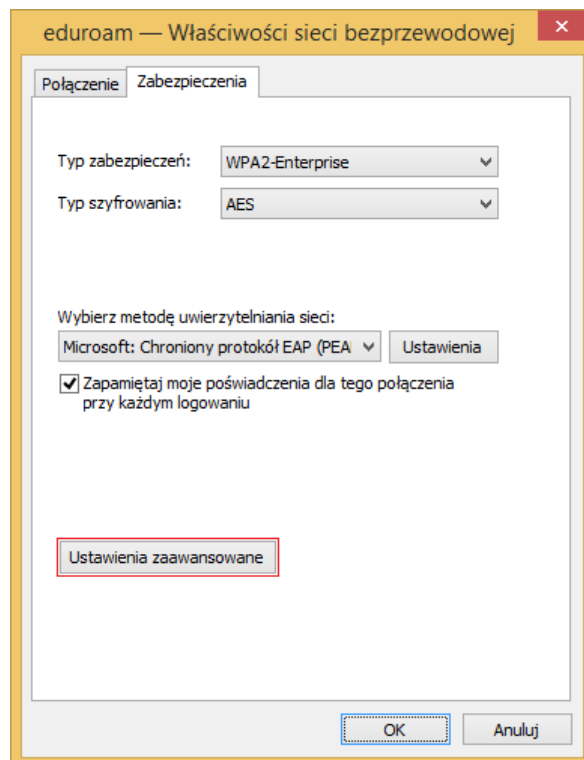 eduroam — Właściwości sieci bezprzewodowej
Połączenie Zabezpieczenia
Typ zabezpieczeń: WPA2-Enterprise
Typ szyfrowania: AES
Wybierz metodę uwierzytelniania sieci:
Microsoft: Chroniony protokół EAP (PEA Ustawienia
Zapamiętaj moje poświadczenia dla tego połączenia
przy każdym logowaniu
Ustawienia zaawansowane
OK Anuluj